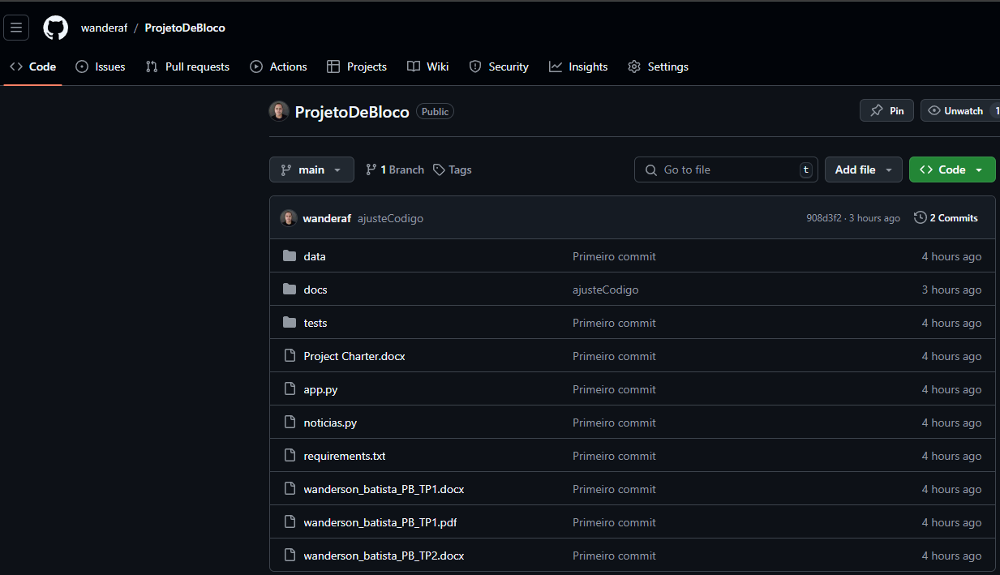 wanderaf / ProjetoDeBloco
Code Issues Pull requests Actions Projects Wiki Security Insights Settings
ProjetoDeBloco Public Pin Unwatch 1
main 1 Branch Tags Go to file t Add file Code
wanderaf ajusteCodigo 908d3f2 · 3 hours ago 2 Commits
data Primeiro commit 4 hours ago
docs ajusteCodigo 3 hours ago
tests Primeiro commit 4 hours ago
Project Charter.docx Primeiro commit 4 hours ago
app.py Primeiro commit 4 hours ago
noticias.py Primeiro commit 4 hours ago
requirements.txt Primeiro commit 4 hours ago
wanderson_batista_PB_TP1.docx Primeiro commit 4 hours ago
wanderson_batista_PB_TP1.pdf Primeiro commit 4 hours ago
wanderson_batista_PB_TP2.docx Primeiro commit 4 hours ago